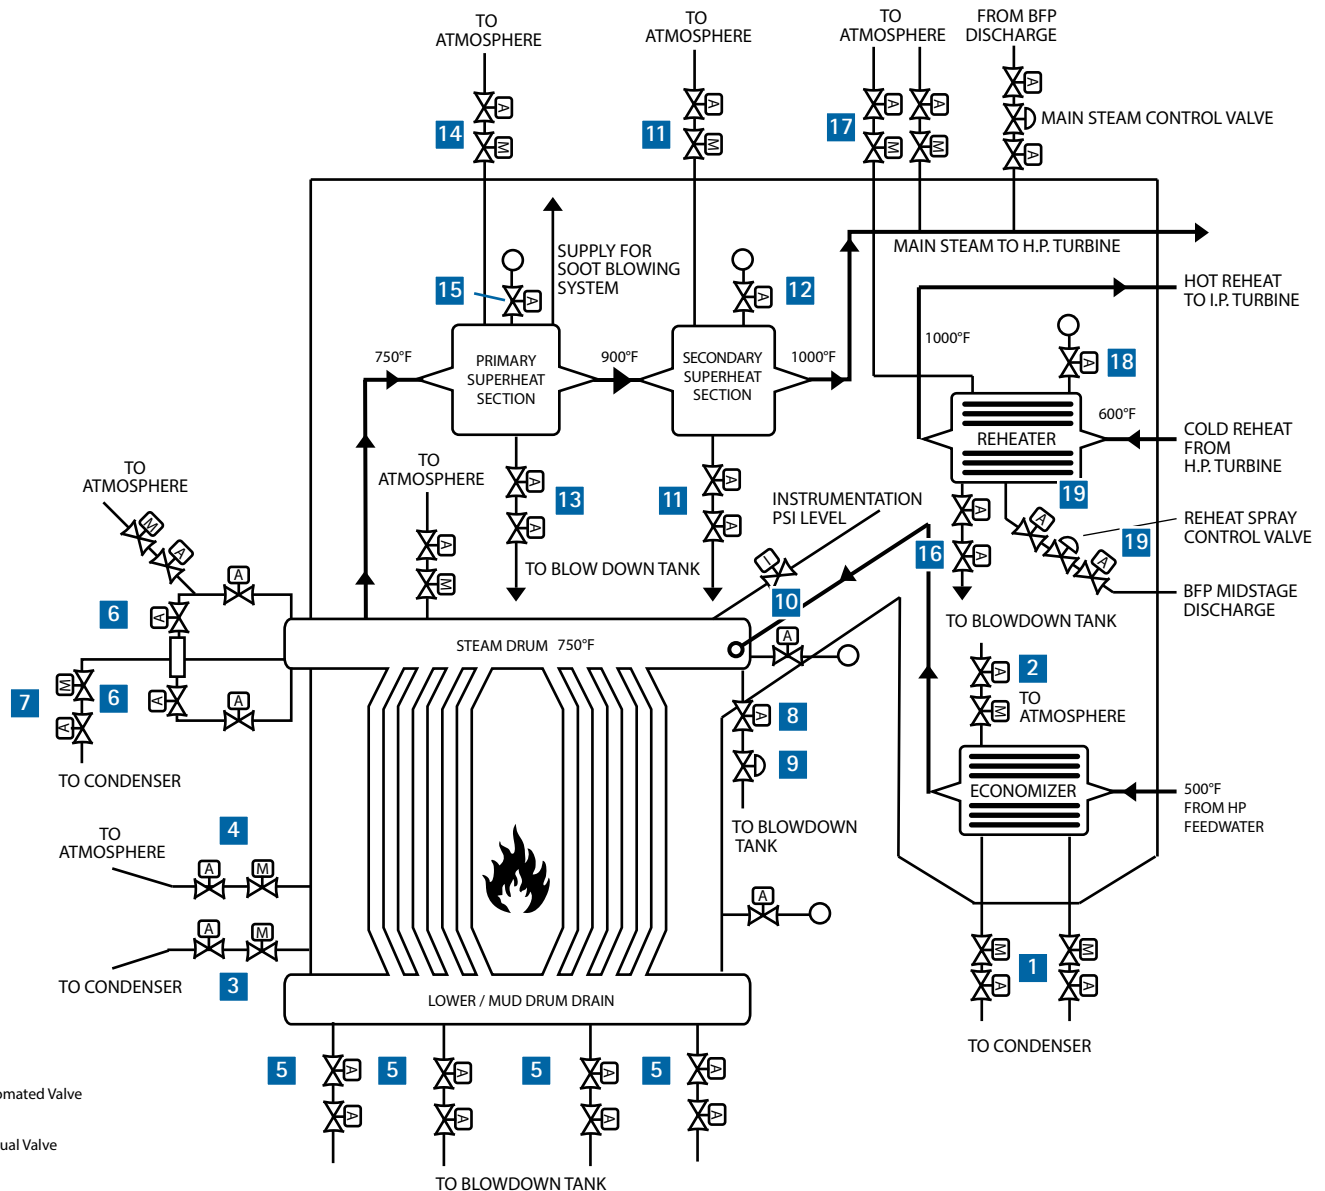 TO
ATMOSPHERE
TO
ATMOSPHERE
TO
ATMOSPHERE
FROM BFP
DISCHARGE
A
A
A
A
A
MAIN STEAM CONTROL VALVE
14
M
11
M
17
M
M
A
SUPPLY FOR
SOOT BLOWING
SYSTEM
MAIN STEAM TO H.P. TURBINE
HOT REHEAT
TO I.P. TURBINE
15
A
12
A
1000°F
18
A
750°F
PRIMARY
SUPERHEAT
SECTION
900°F
SECONDARY
SUPERHEAT
SECTION
1000°F
600°F
REHEATER
COLD REHEAT
FROM
H.P. TURBINE
TO
ATMOSPHERE
TO
ATMOSPHERE
A
13
A
11
A
A
INSTRUMENTATION
PSI LEVEL
19
A
A
REHEAT SPRAY
CONTROL VALVE
19
16
A
A
M
A
A
M
TO BLOW DOWN TANK
I
10
BFP MIDSTAGE
DISCHARGE
TO BLOWDOWN TANK
A
6
A
STEAM DRUM 750°F
A
2
A
TO
ATMOSPHERE
M
7
M
6
A
A
A
8
A
9
TO CONDENSER
ECONOMIZER
500°F
FROM HP
FEEDWATER
TO BLOWDOWN
TANK
TO
ATMOSPHERE
4
A
M
A
A
M
3
TO CONDENSER
M
M
1
A
A
LOWER / MUD DRUM DRAIN
TO CONDENSER
5
A
5
A
5
A
5
A
A
A
A
A
omated Valve
ual Valve
TO BLOWDOWN TANK